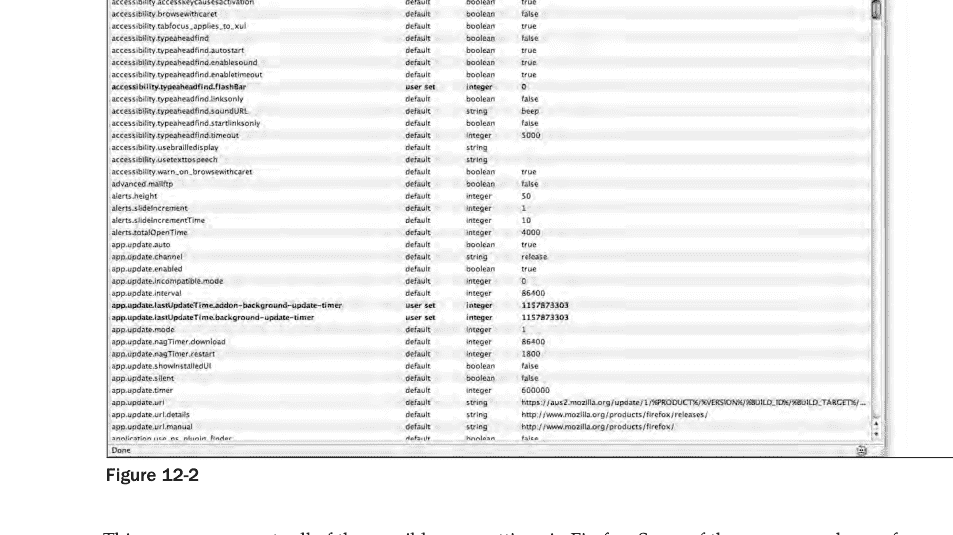 accessibility.accesskeycausesactivation default boolean true
accessibility.browsewithcaret default boolean false
accessibility.tabfocus_applies_to_xul default boolean true
accessibility.typeaheadfind default boolean false
accessibility.typeaheadfind.autostart default boolean true
accessibility.typeaheadfind.enablesound default boolean true
accessibility.typeaheadfind.enabletimeout default boolean true
accessibility.typeaheadfind.flashBar user set integer 0
accessibility.typeaheadfind.linksonly default boolean false
accessibility.typeaheadfind.soundURL default string beep
accessibility.typeaheadfind.startlinksonly default boolean false
accessibility.typeaheadfind.timeout default integer 5000
accessibility.usebrailledisplay default string
accessibility.usetexttospeech default string
accessibility.warn_on_browsewithcaret default boolean true
advanced.mailftp default boolean false
alerts.height default integer 50
alerts.slideIncrement default integer 1
alerts.slideIncrementTime default integer 10
alerts.totalOpenTime default integer 4000
app.update.auto default boolean true
app.update.channel default string release
app.update.enabled default boolean true
app.update.incompatible.mode default integer 0
app.update.interval default integer 86400
app.update.lastUpdateTime.addon-background-update-timer user set integer 1157873303
app.update.lastUpdateTime.background-update-timer user set integer 1157873303
app.update.mode default integer 1
app.update.nagTimer.download default integer 86400
app.update.nagTimer.restart default integer 1800
app.update.showInstalledUI default boolean false
app.update.silent default boolean false
app.update.timer default integer 600000
app.update.url default string https://aus2.mozilla.org/update/1/%PRODUCT%/%VERSION%/%BUILD_ID%/%BUILD_TARGET%/...
app.update.url.details default string http://www.mozilla.org/products/firefox/releases/
app.update.url.manual default string http://www.mozilla.org/products/firefox/
application.use_ns_plugin_finder default boolean false
Done
Figure 12-2